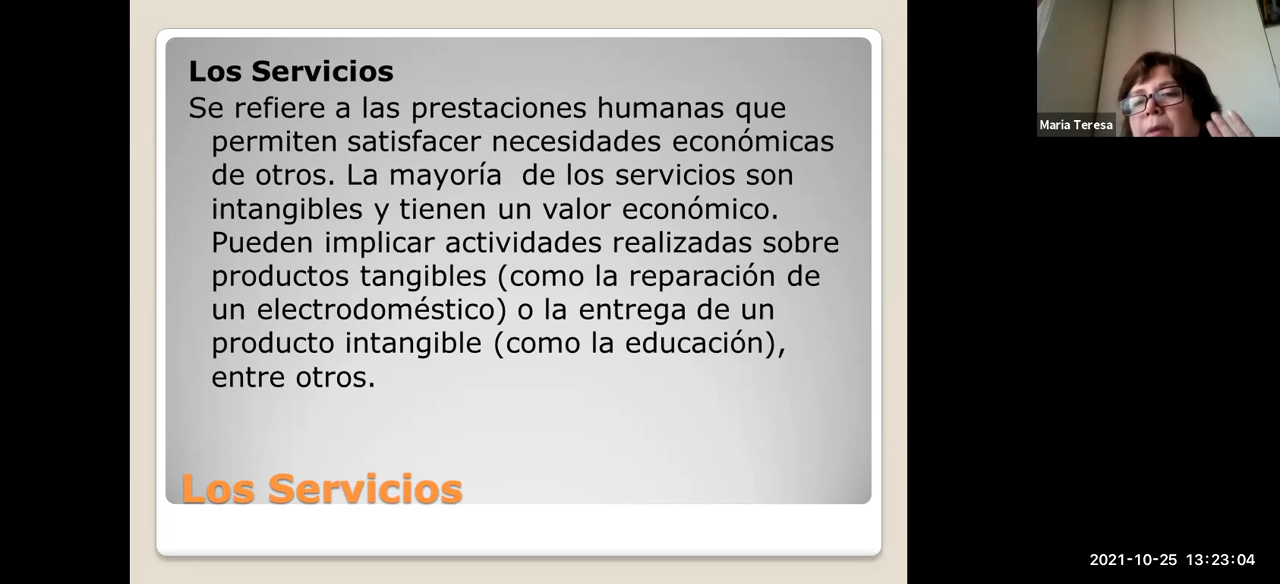 Los Servicios
Se refiere a las prestaciones humanas que
permiten satisfacer necesidades económicas
de otros. La mayoría  de los servicios son
intangibles y tienen un valor económico.
Pueden implicar actividades realizadas sobre
productos tangibles (como la reparación de
un electrodoméstico) o la entrega de un
producto intangible (como la educación),
entre otros.
Los Servicios
Maria Teresa
2021-10-25 13:23:04